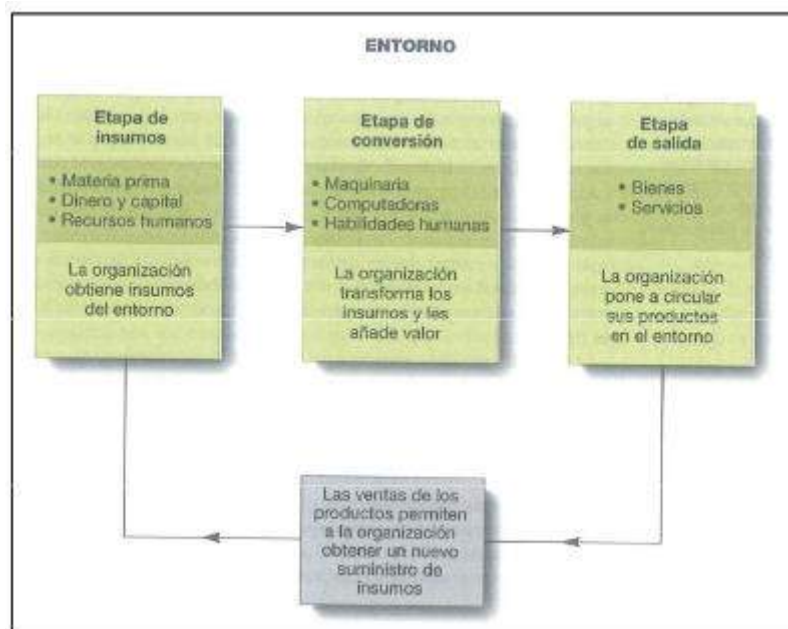 ENTORNO
Etapa de
insumos
• Materia prima
• Dinero y capital
• Recursos humanos
La organización
obtiene insumos
del entorno
Etapa de
conversión
• Maquinaria
• Computadoras
• Habilidades humanas
La organización
transforma los
insumos y les
añade valor
Etapa
de salida
• Bienes
• Servicios
La organización
pone a circular
sus productos
en el entorno
Las ventas de los
productos permiten
a la organización
obtener un nuevo
suministro de
insumos